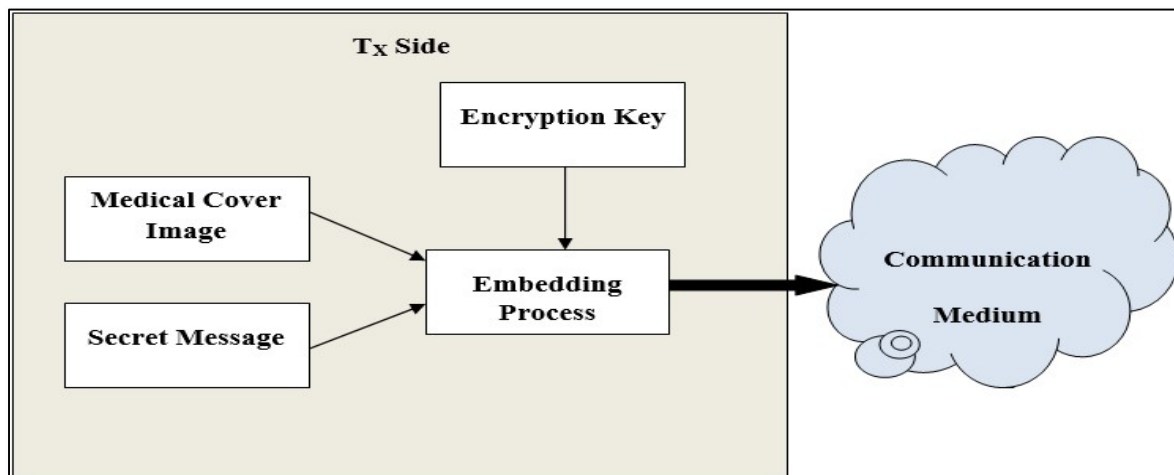 Tx Side
Encryption Key
Medical Cover
Image
Embedding
Process
Secret Message
Communication
Medium